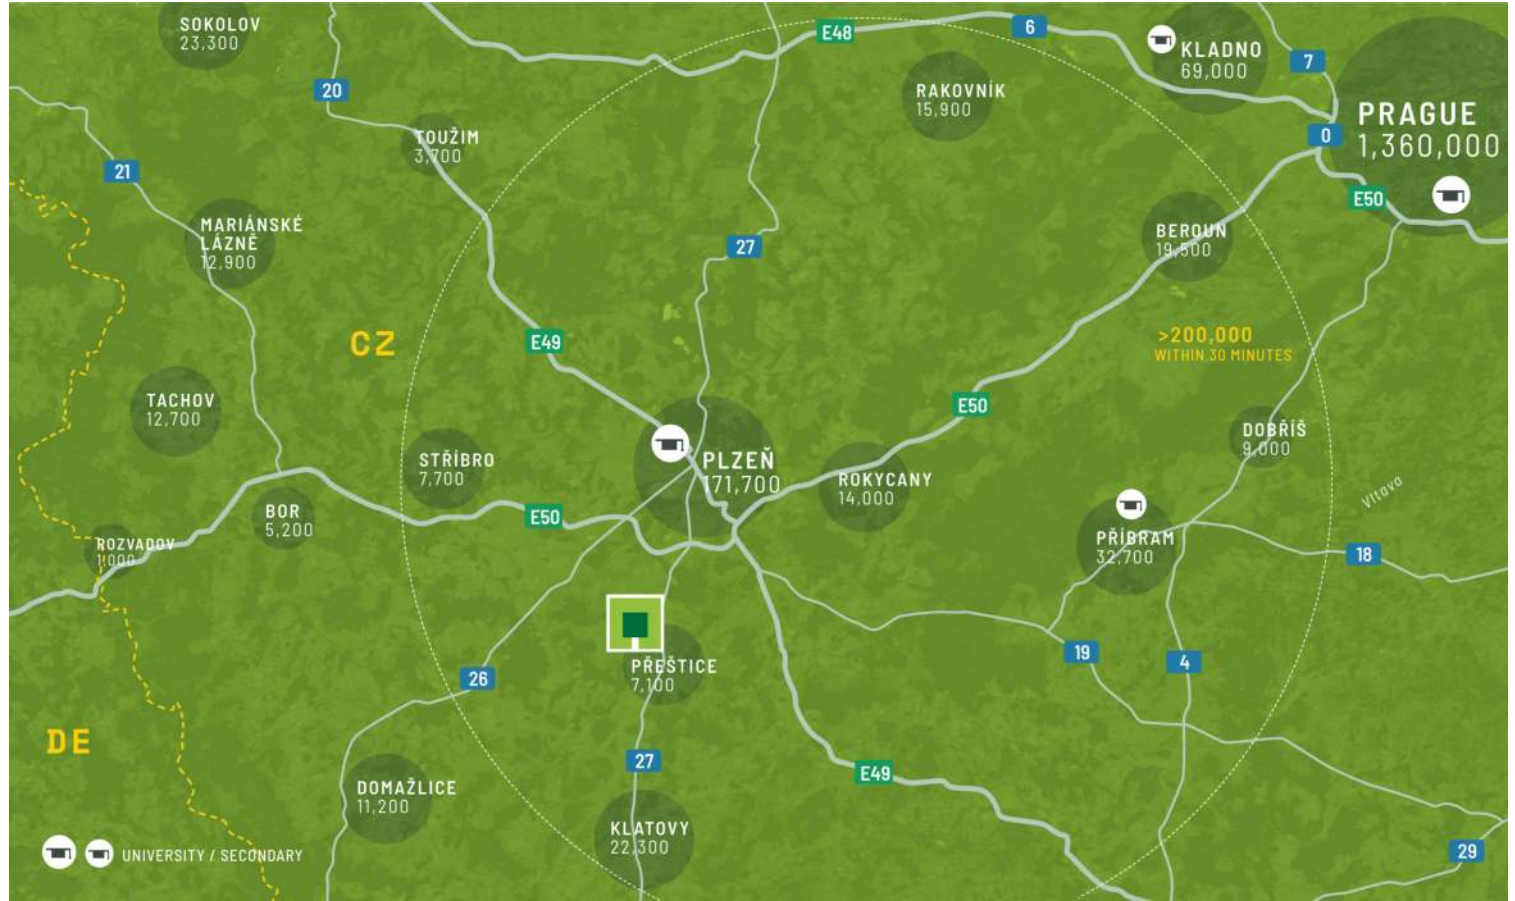 SOKOLOV
23,300
E48
6
KLADNO
69,000
7
20
RAKOVNÍK
15,900
PRAGUE
1,360,000
0
TOUŽIM
3,700
21
E50
MARIÁNSKÉ
LÁZNĚ
12,900
27
BEROUN
19,500
CZ
E49
>200,000
WITHIN 30 MINUTES
TACHOV
12,700
E50
STŘÍBRO
7,700
PLZEŇ
171,700
ROKYCANY
14,000
DOBŘÍŠ
9,000
Vltava
BOR
5,200
E50
ROZVADOV
1,000
PŘÍBRAM
32,700
18
PŘEŠTICE
7,100
26
19
4
DE
27
E49
DOMAŽLICE
11,200
KLATOVY
22,300
29
UNIVERSITY / SECONDARY